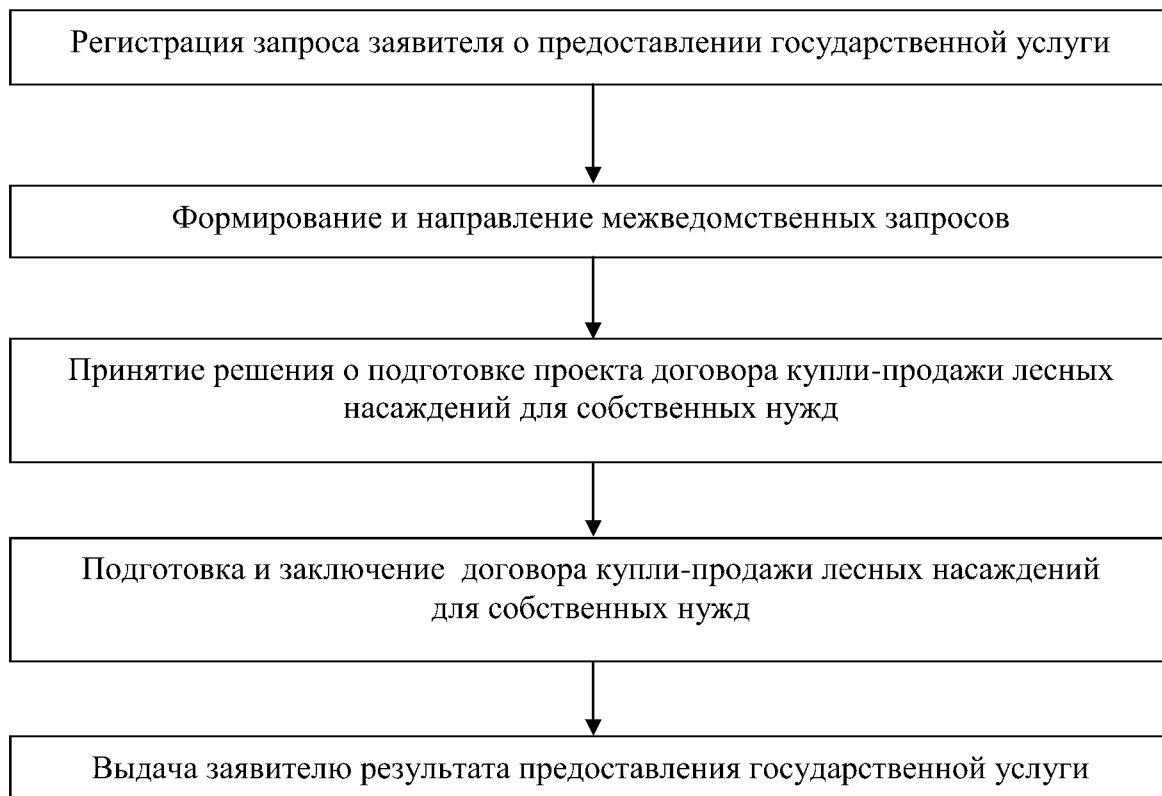 Регистрация запроса заявителя о предоставлении государственной услуги
Формирование и направление межведомственных запросов
Принятие решения о подготовке проекта договора купли-продажи лесных
насаждений для собственных нужд
Подготовка и заключение  договора купли-продажи лесных насаждений
для собственных нужд
Выдача заявителю результата предоставления государственной услуги